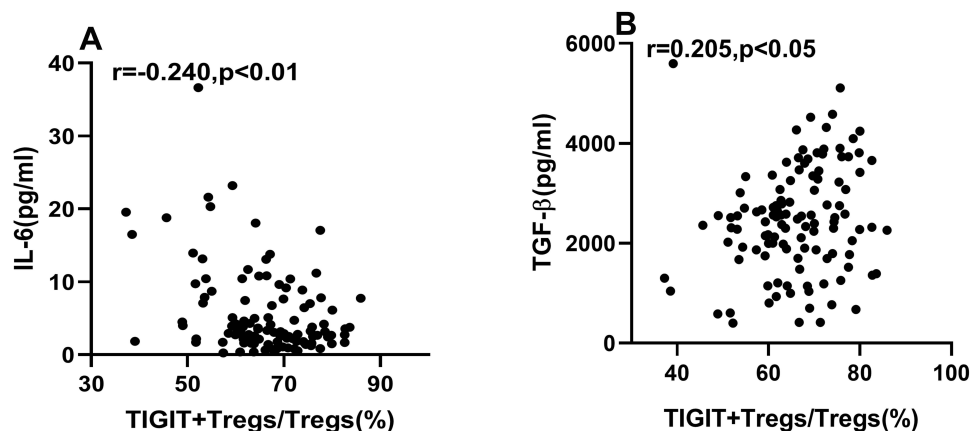 A
r=-0.240,p<0.01
IL-6(pg/ml)
40
30
20
10
0
30
50
70
90
TIGIT+Tregs/Tregs(%)
B
r=0.205,p<0.05
TGF-β(pg/ml)
6000
4000
2000
0
40
60
80
100
TIGIT+Tregs/Tregs(%)